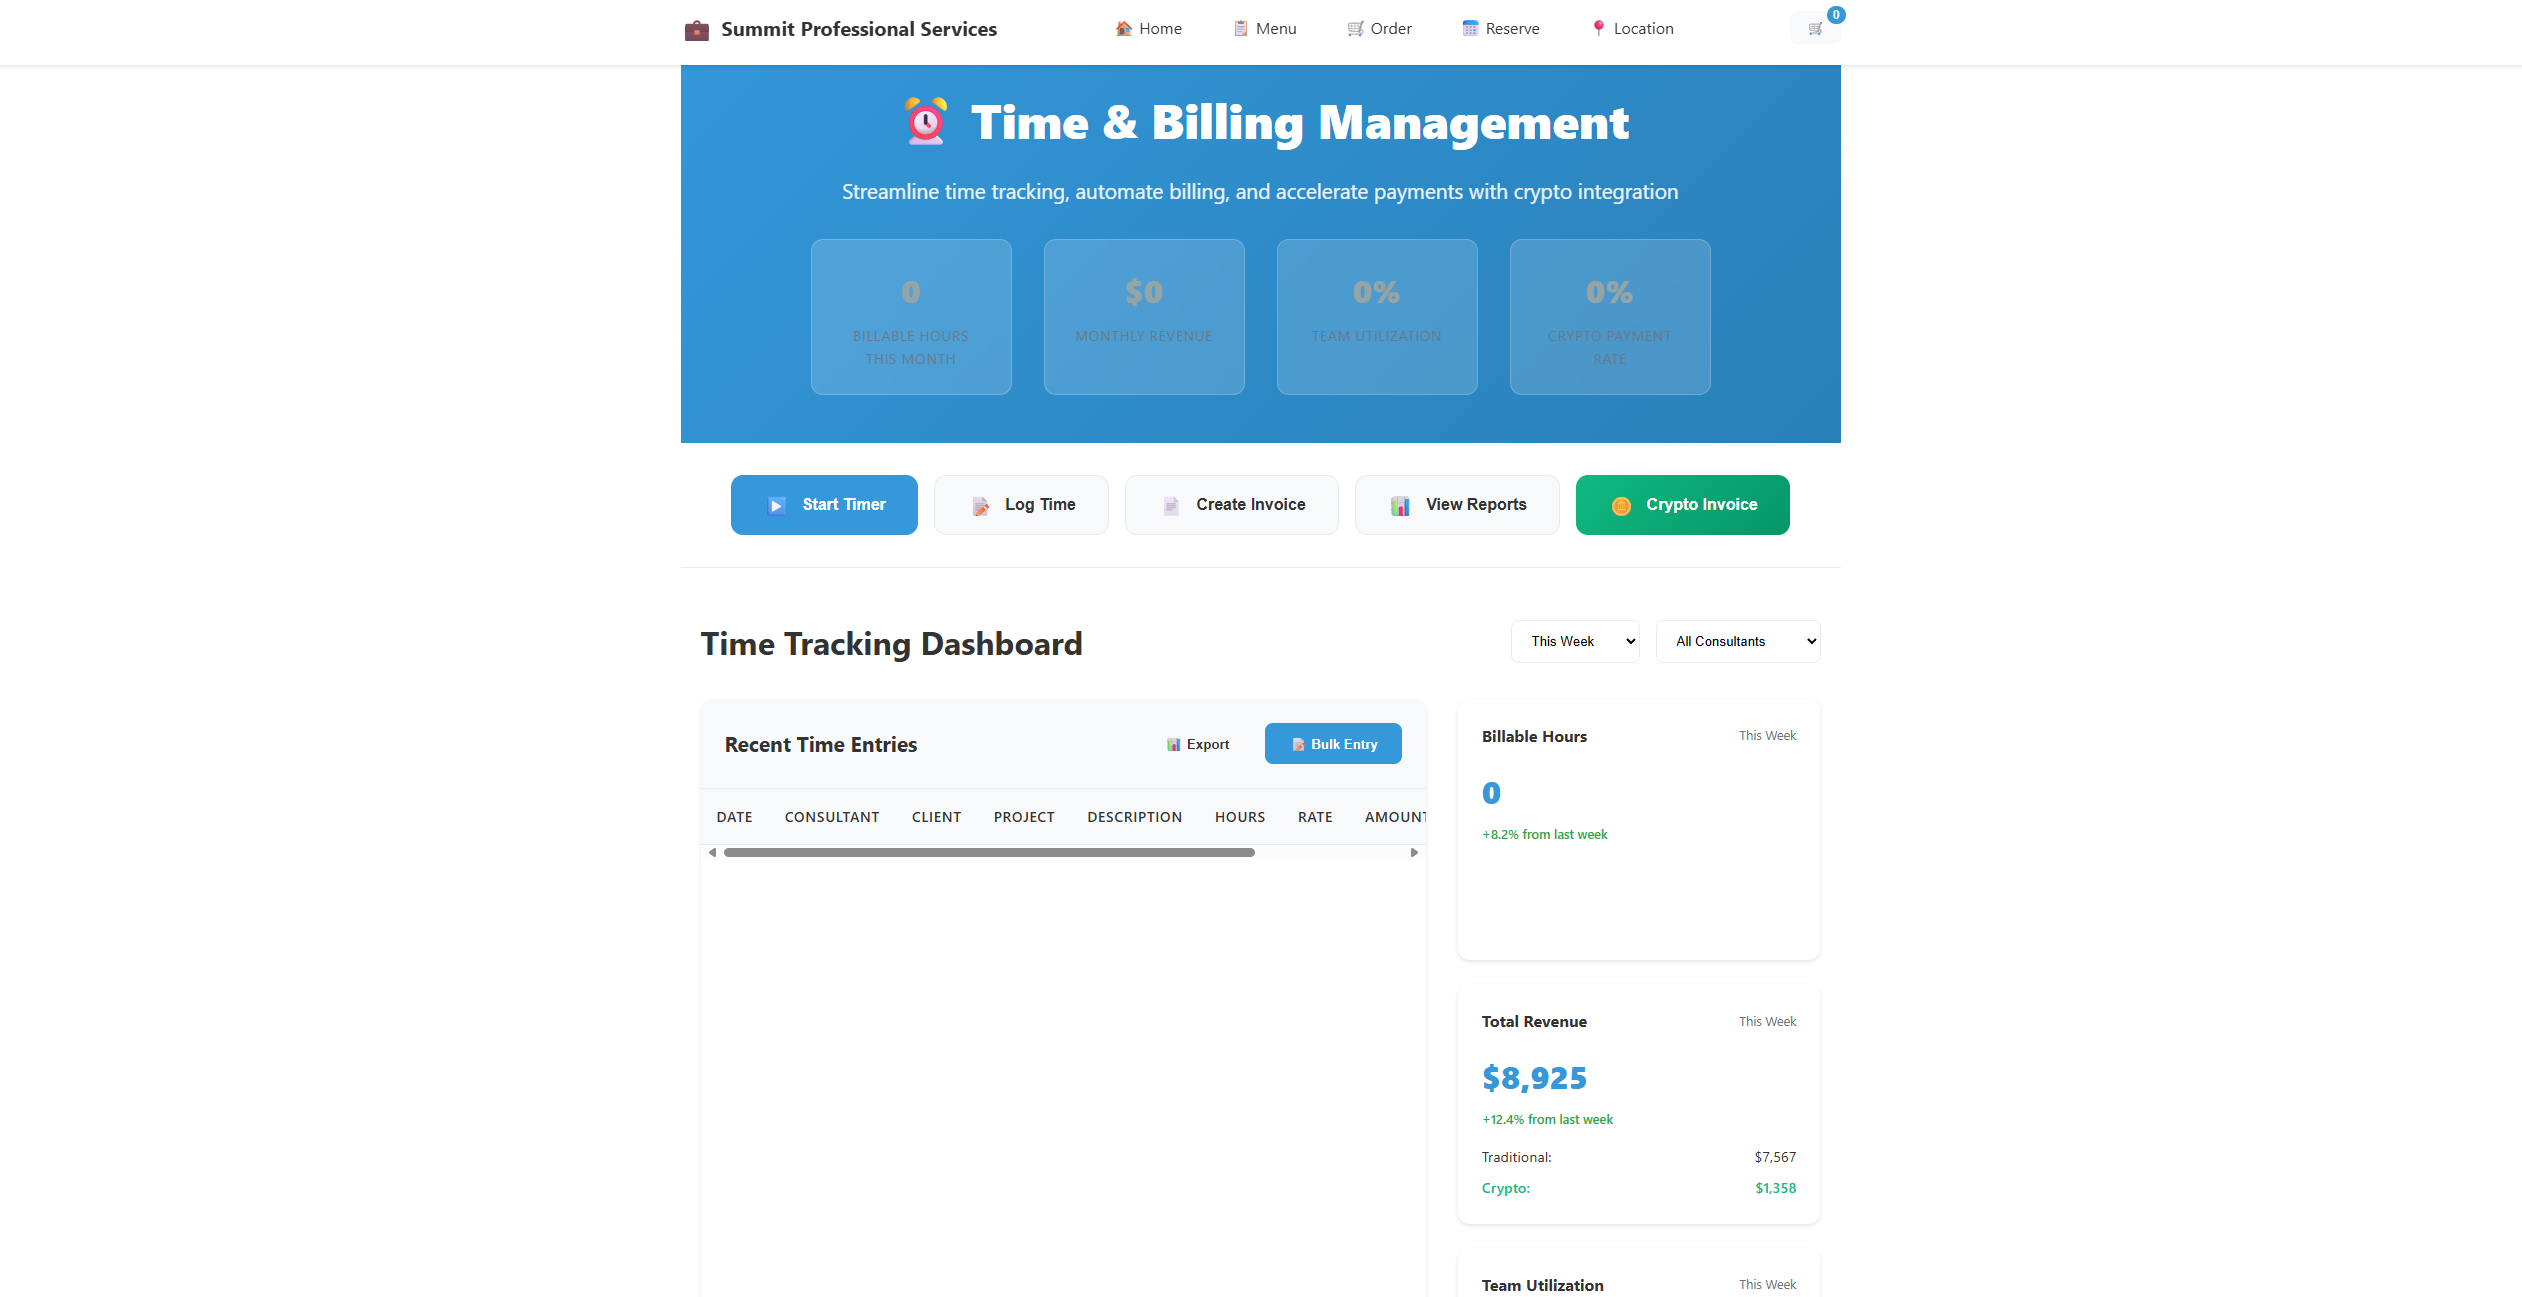 Summit Professional Services
Home
Menu
Order
Reserve
Location
0
Time & Billing Management
Streamline time tracking, automate billing, and accelerate payments with crypto integration
0
BILLABLE HOURS
THIS MONTH
$0
MONTHLY REVENUE
0%
TEAM UTILIZATION
0%
CRYPTO PAYMENT
RATE
Start Timer
Log Time
Create Invoice
View Reports
Crypto Invoice
Time Tracking Dashboard
This Week
All Consultants
Recent Time Entries
Export
Bulk Entry
DATE CONSULTANT CLIENT PROJECT DESCRIPTION HOURS RATE AMOUNT
Billable Hours
This Week
0
+8.2% from last week
Total Revenue
This Week
$8,925
+12.4% from last week
Traditional: $7,567
Crypto: $1,358
Team Utilization
This Week